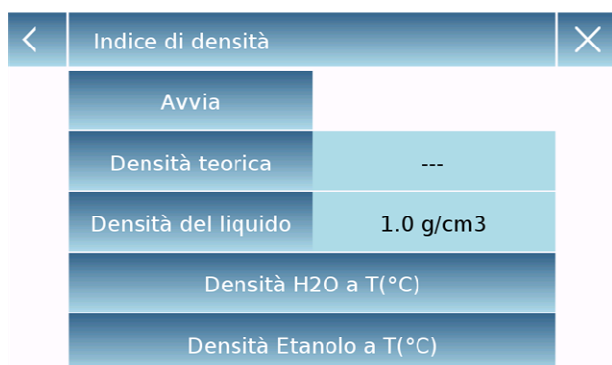 Indice di densità
Avvia
Densità teorica
---
Densità del liquido
1.0 g/cm3
Densità H2O a T(°C)
Densità Etanolo a T(°C)